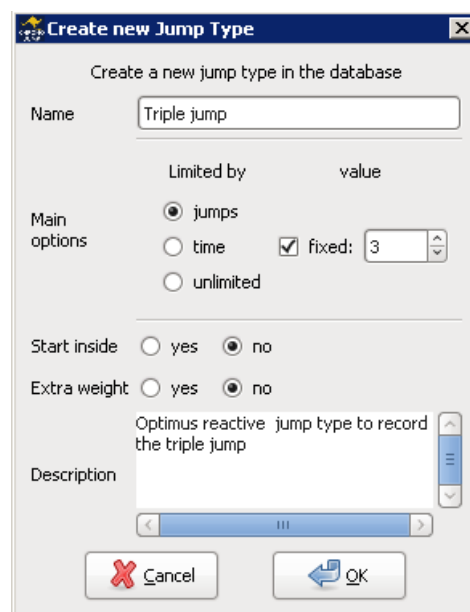 Create new Jump Type
Create a new jump type in the database
Name
Triple jump
Limited by value
Main
options
jumps
time
fixed: 3
unlimited
Start inside yes no
Extra weight yes no
Description
Optimus reactive jump type to record
the triple jump
Cancel OK